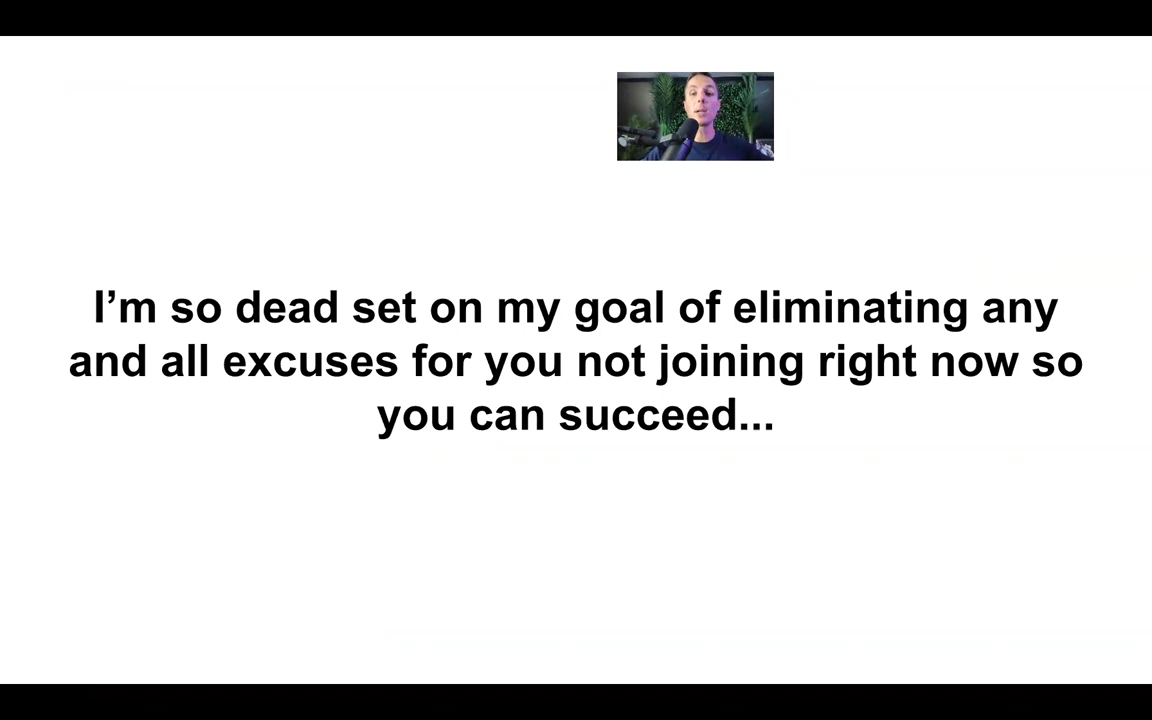 I’m so dead set on my goal of eliminating any
and all excuses for you not joining right now so
you can succeed...